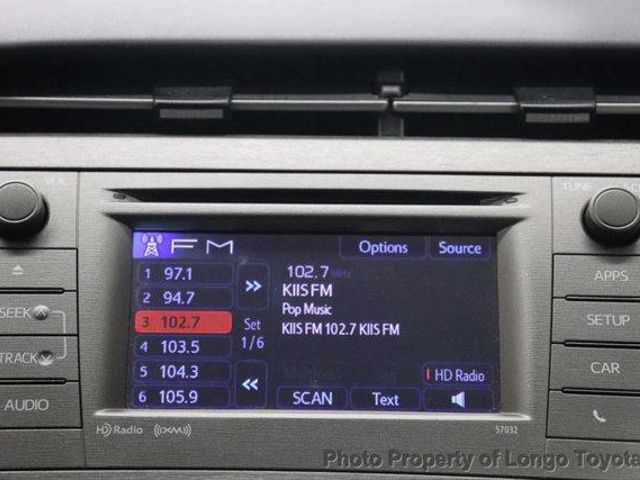 TUNE
FM
Options
Source
1 97.1
2 94.7
3 102.7
4 103.5
5 104.3
6 105.9
Set
1/6
102.7 MHz
KIIS FM
Pop Music
KIIS FM 102.7 KIIS FM
HD Radio
SCAN
Text
SEEK
TRACK
AUDIO
APPS
SETUP
CAR
HD Radio
((XM))
57032
Photo Property of Longo Toyota